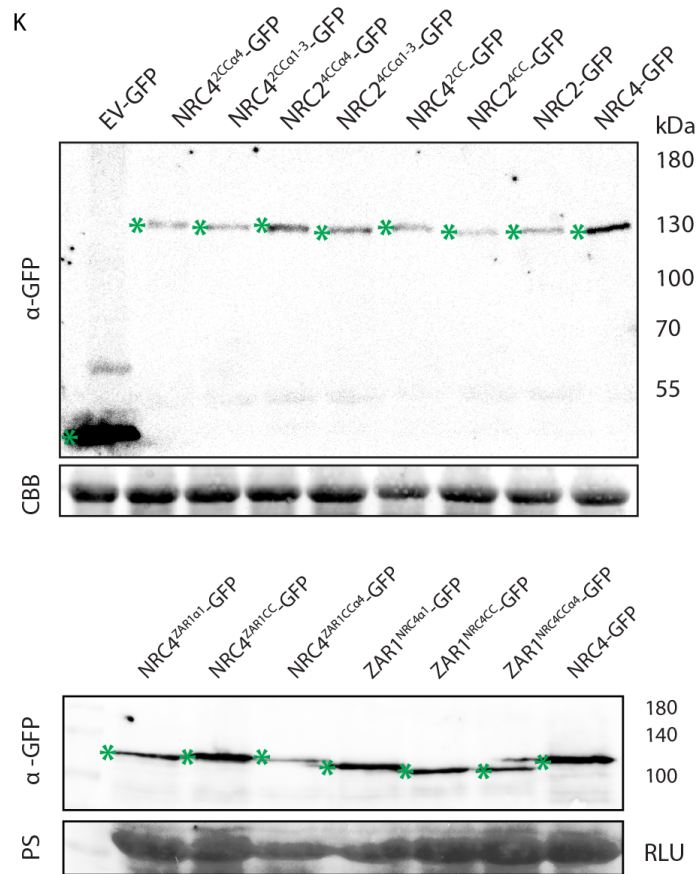 K
EV-GFP
NRC4^2CCα4-GFP
NRC4^2CCα1-3-GFP
NRC2^4CCα4-GFP
NRC2^4CCα1-3-GFP
NRC4^2CC-GFP
NRC2^4CC-GFP
NRC2-GFP
NRC4-GFP
kDa
α-GFP
180
130
100
70
55
CBB
NRC4^ZAR1α1-GFP
NRC4^ZAR1CC-GFP
NRC4^ZAR1CCα4-GFP
ZAR1^NRC4α1-GFP
ZAR1^NRC4CC-GFP
ZAR1^NRC4CCα4-GFP
NRC4-GFP
α-GFP
180
140
100
PS
RLU